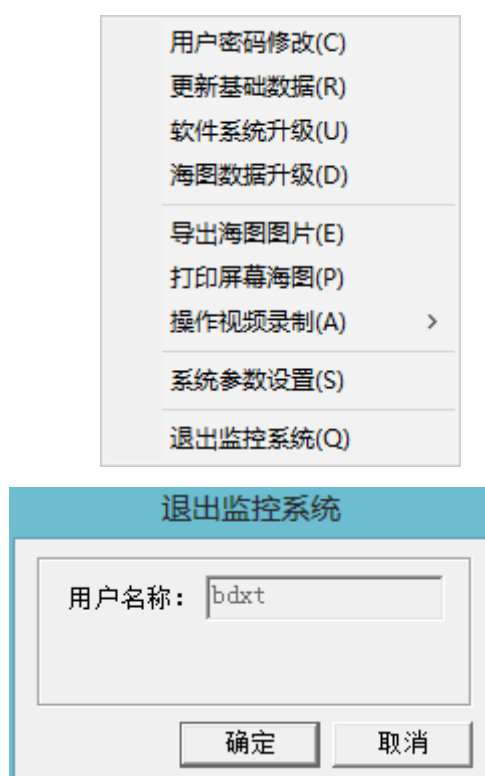 用户密码修改(C)
更新基础数据(R)
软件系统升级(U)
海图数据升级(D)
导出海图图片(E)
打印屏幕海图(P)
操作视频录制(A)
系统参数设置(S)
退出监控系统(Q)
退出监控系统
用户名称： bdxt
确定 取消